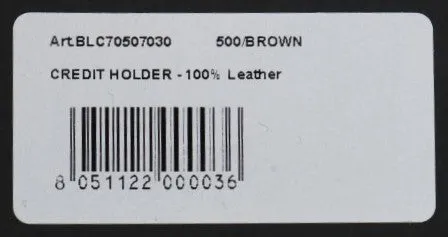 Art.BLC70507030 500/BROWN
CREDIT HOLDER - 100% Leather
8 051122 000036